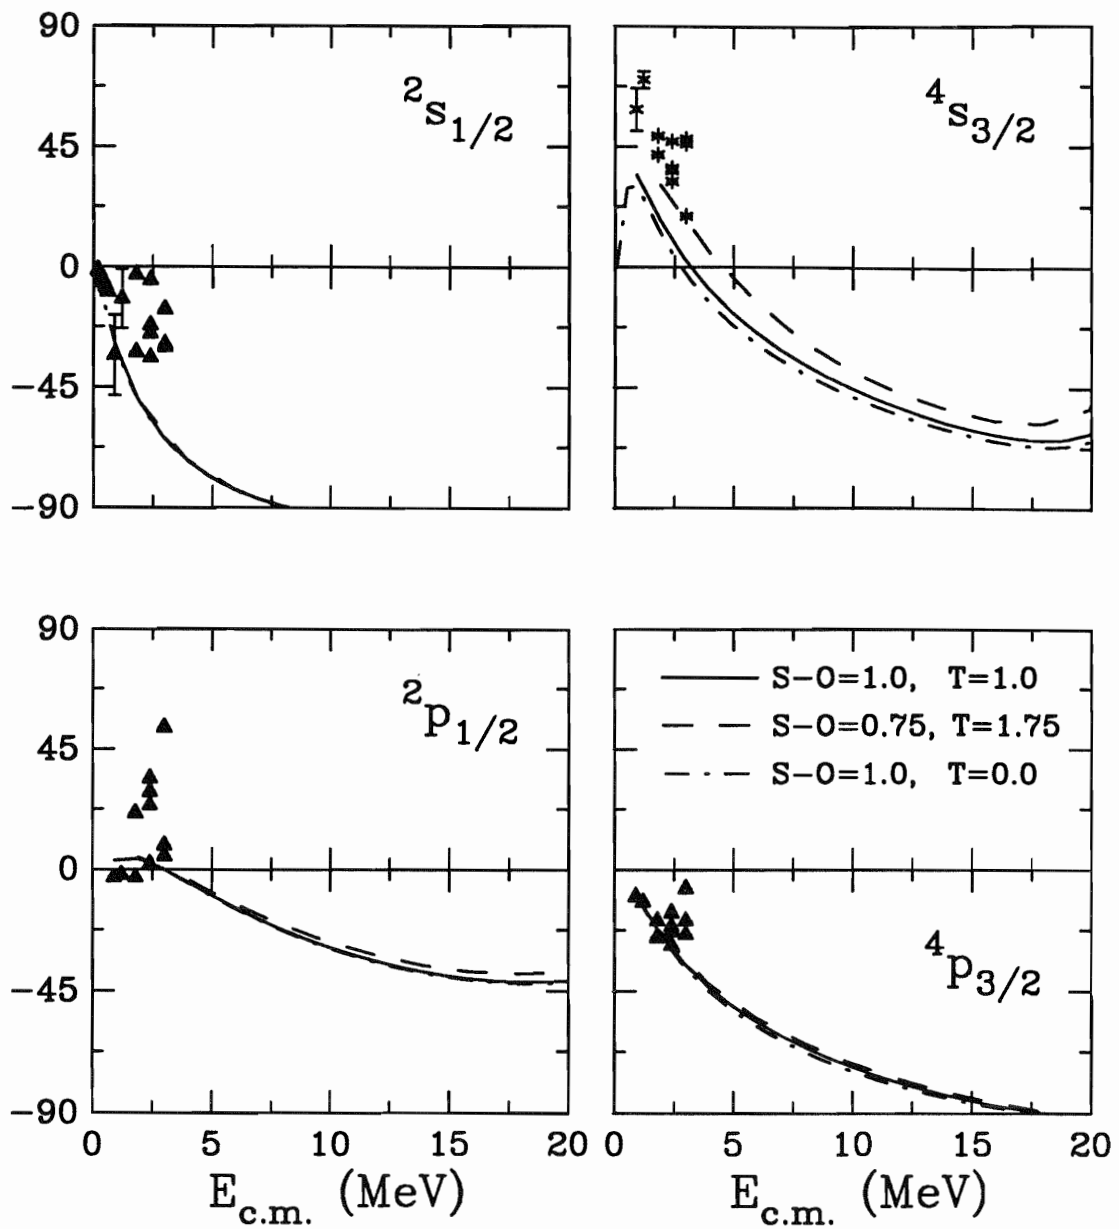 90
45
0
−45
−90
²s₁/₂
⁴s₃/₂
90
45
0
−45
−90
²p₁/₂
S−O=1.0, T=1.0
S−O=0.75, T=1.75
S−O=1.0, T=0.0
⁴p₃/₂
0 5 10 15 20
0 5 10 15 20
E_c.m. (MeV)
E_c.m. (MeV)